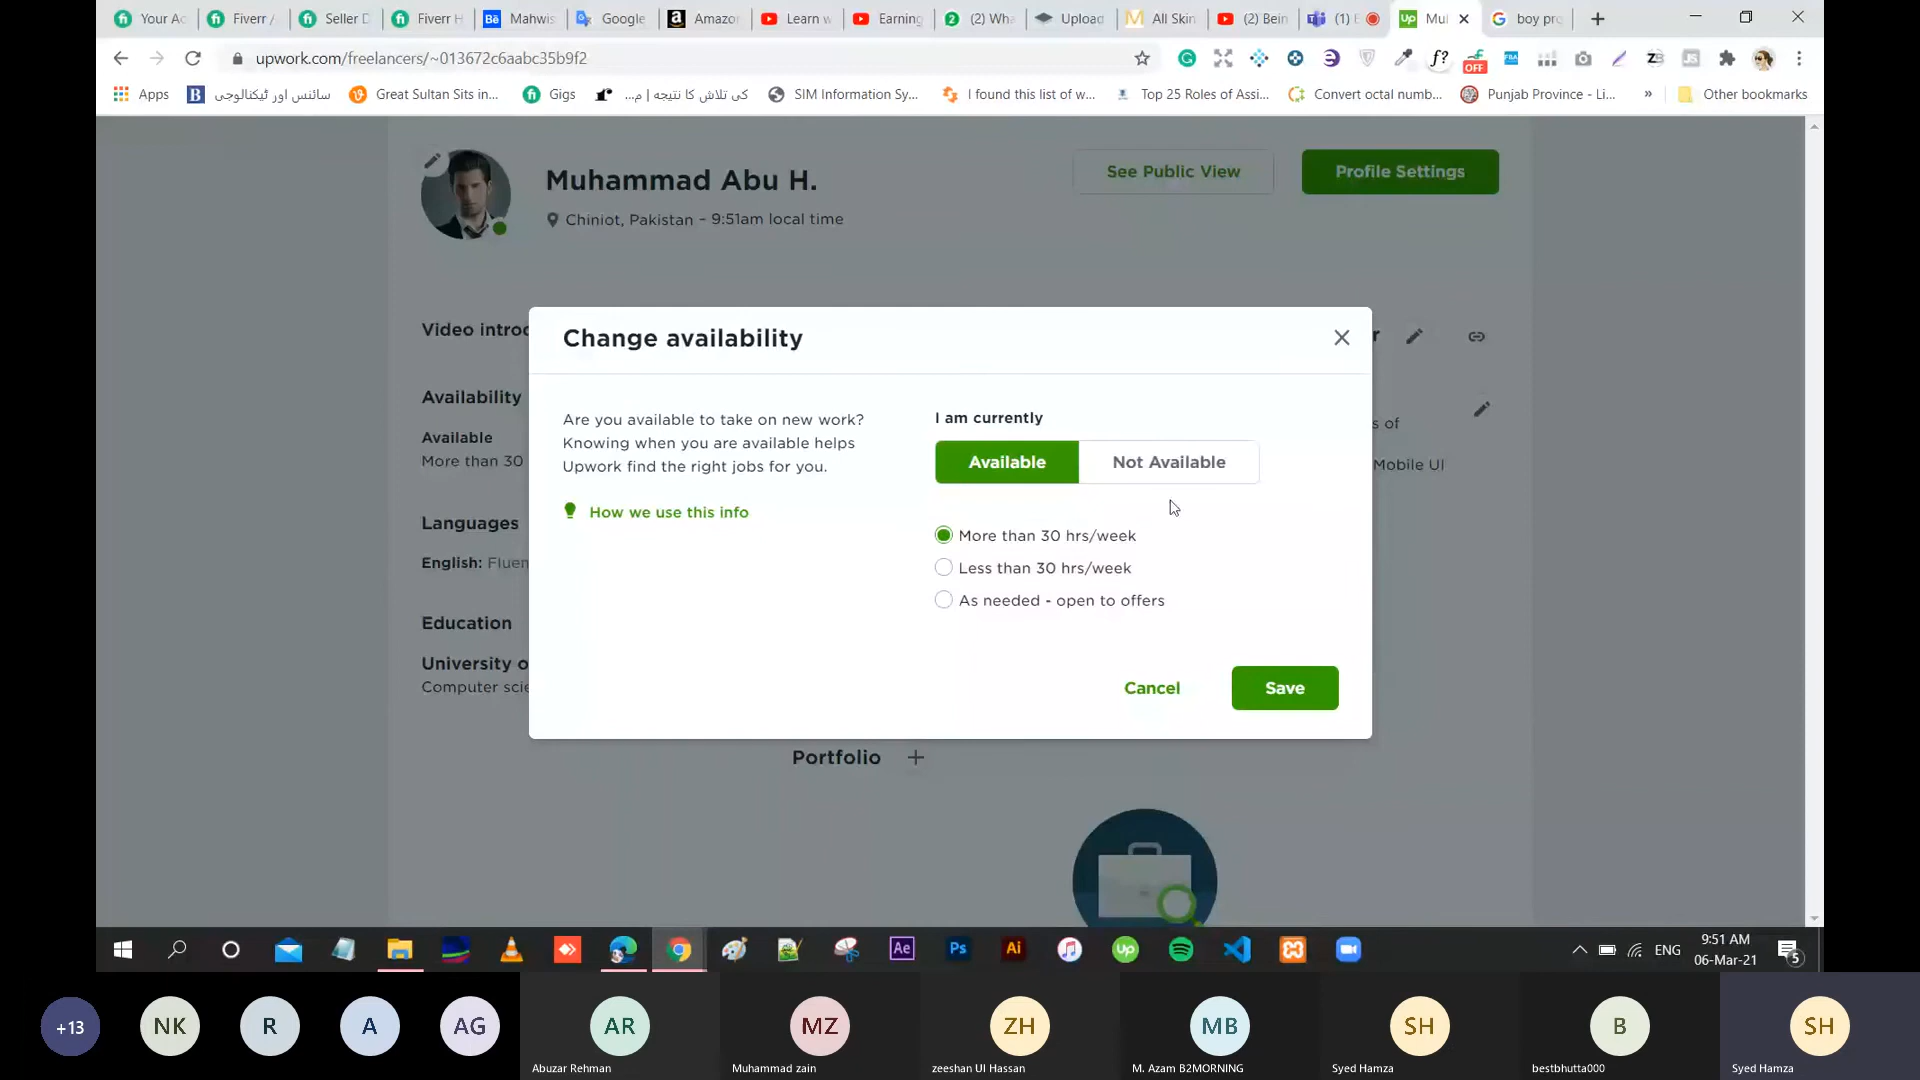 Your Ac
Fiverr /
Seller D
Fiverr H
Mahwis
Google
Amazo
Learn w
Earning
(2) Wha
Upload
All Skin
(2) Bein
(1)
Mul
boy pro
upwork.com/freelancers/~013672c6aabc35b9f2
OFF
Apps
سائنس اور ٹیکنالوجی
Great Sultan Sits in...
Gigs
کی تلاش کا نتیجه | م...
SIM Information Sy...
I found this list of w...
Top 25 Roles of Assi...
Convert octal numb...
Punjab Province - Li...
»
Other bookmarks
Muhammad Abu H.
Chiniot, Pakistan – 9:51am local time
See Public View
Profile Settings
Video introd
Availability
Available
More than 30
Languages
English: Fluen
Education
University o
Computer scie
r
s of
Mobile UI
Change availability
Are you available to take on new work?
Knowing when you are available helps
Upwork find the right jobs for you.
How we use this info
I am currently
Available
Not Available
More than 30 hrs/week
Less than 30 hrs/week
As needed - open to offers
Cancel
Save
Portfolio
Ae
Ps
Ai
Up
ENG
9:51 AM
06-Mar-21
5
+13
NK
R
A
AG
AR
Abuzar Rehman
MZ
Muhammad zain
ZH
zeeshan Ul Hassan
MB
M. Azam B2MORNING
SH
Syed Hamza
B
bestbhutta000
SH
Syed Hamza